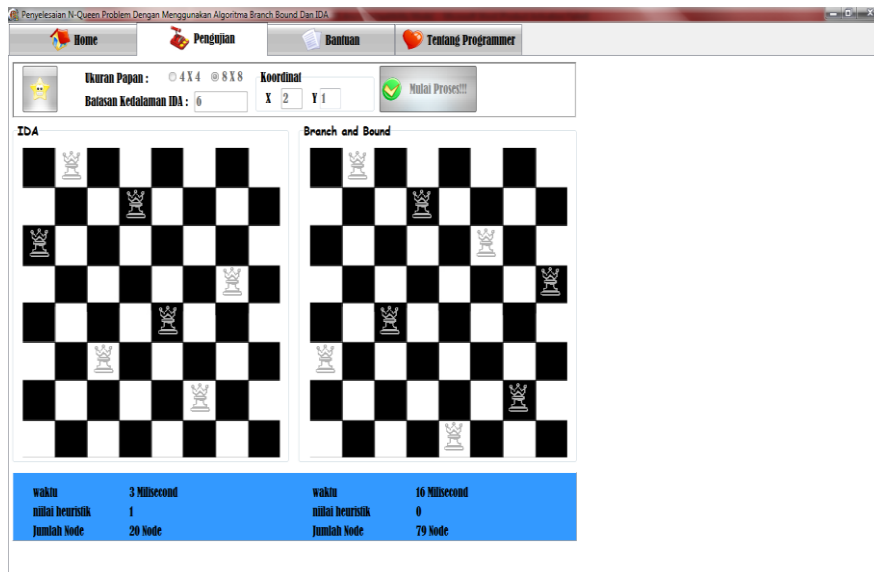 Penyelesaian N-Queen Problem Dengan Menggunakan Algoritma Branch Bound Dan IDA
Home Pengujian Bantuan Tentang Programmer
Ukuran Papan : 4 X 4 8 X 8 Koordinat
Batasan Kedalaman IDA : 6 X 2 Y 1 Mulai Proses!!!
IDA Branch and Bound
waktu 3 Milisecond waktu 16 Milisecond
niilai heuristik 1 niilai heuristik 0
Jumlah Node 20 Node Jumlah Node 79 Node